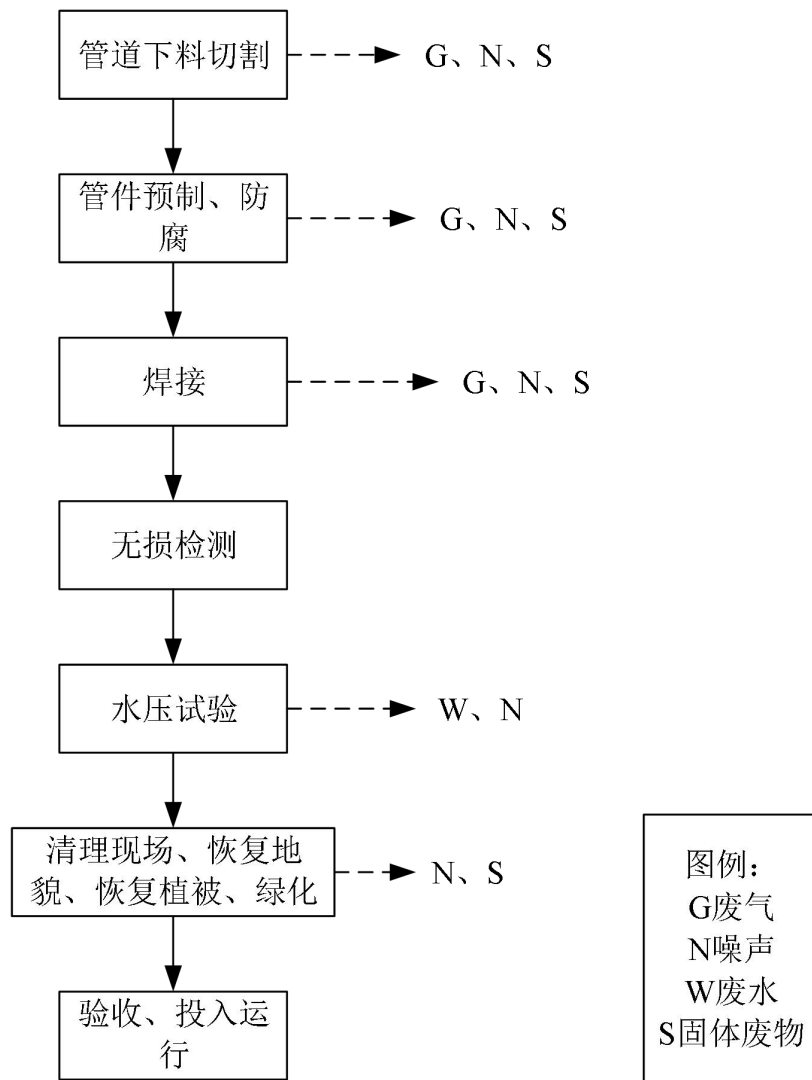 管道下料切割
G、N、S
管件预制、防
腐
G、N、S
焊接
G、N、S
无损检测
水压试验
W、N
清理现场、恢复地
貌、恢复植被、绿化
N、S
验收、投入运
行
图例：
G废气
N噪声
W废水
S固体废物